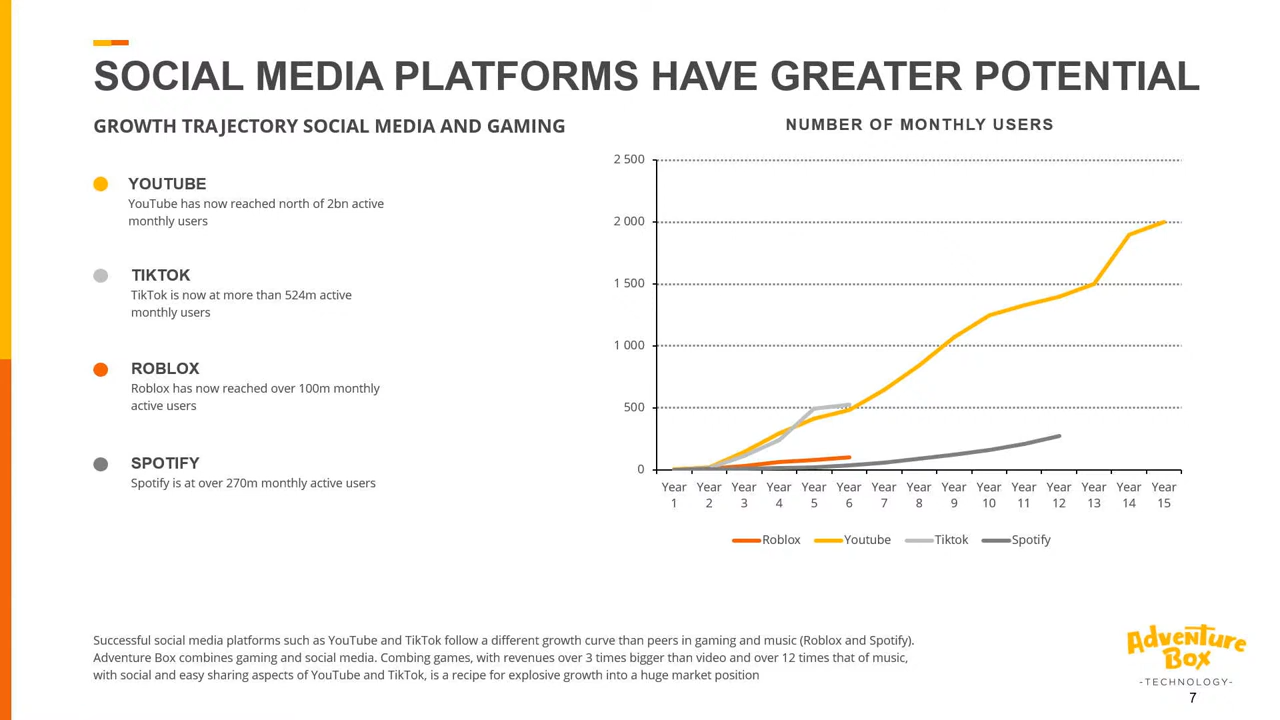 SOCIAL MEDIA PLATFORMS HAVE GREATER POTENTIAL
GROWTH TRAJECTORY SOCIAL MEDIA AND GAMING
YOUTUBE
YouTube has now reached north of 2bn active
monthly users
TIKTOK
TikTok is now at more than 524m active
monthly users
ROBLOX
Roblox has now reached over 100m monthly
active users
SPOTIFY
Spotify is at over 270m monthly active users
NUMBER OF MONTHLY USERS
2 500
2 000
1 500
1 000
500
0
Year Year Year Year Year Year Year Year Year Year Year Year Year Year Year
1 2 3 4 5 6 7 8 9 10 11 12 13 14 15
Roblox Youtube Tiktok Spotify
Successful social media platforms such as YouTube and TikTok follow a different growth curve than peers in gaming and music (Roblox and Spotify).
Adventure Box combines gaming and social media. Combing games, with revenues over 3 times bigger than video and over 12 times that of music,
with social and easy sharing aspects of YouTube and TikTok, is a recipe for explosive growth into a huge market position
Adventure
Box
-TECHNOLOGY-
7